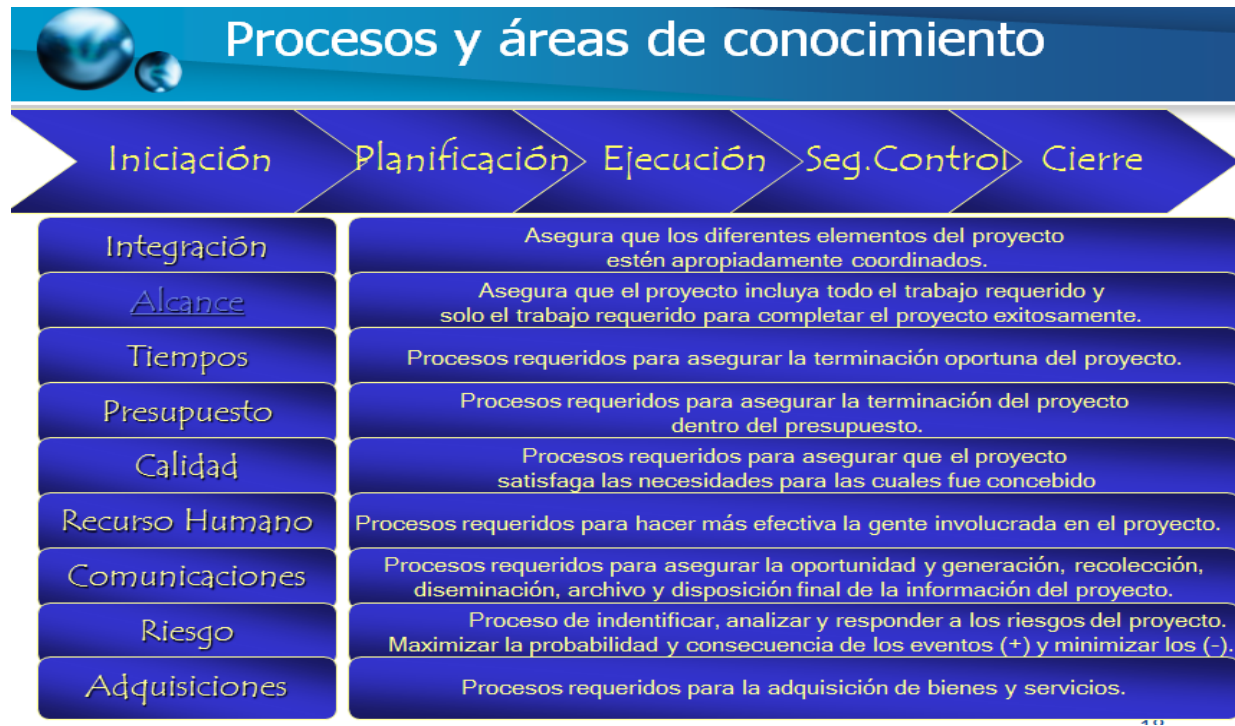 Procesos y áreas de conocimiento
Iniciación
Planificación
Ejecución
Seg.Control
Cierre
Integración
Asegura que los diferentes elementos del proyecto
estén apropiadamente coordinados.
Alcance
Asegura que el proyecto incluya todo el trabajo requerido y
solo el trabajo requerido para completar el proyecto exitosamente.
Tiempos
Procesos requeridos para asegurar la terminación oportuna del proyecto.
Presupuesto
Procesos requeridos para asegurar la terminación del proyecto
dentro del presupuesto.
Calidad
Procesos requeridos para asegurar que el proyecto
satisfaga las necesidades para las cuales fue concebido
Recurso Humano
Procesos requeridos para hacer más efectiva la gente involucrada en el proyecto.
Comunicaciones
Procesos requeridos para asegurar la oportunidad y generación, recolección,
diseminación, archivo y disposición final de la información del proyecto.
Riesgo
Proceso de indentificar, analizar y responder a los riesgos del proyecto.
Maximizar la probabilidad y consecuencia de los eventos (+) y minimizar los (-).
Adquisiciones
Procesos requeridos para la adquisición de bienes y servicios.